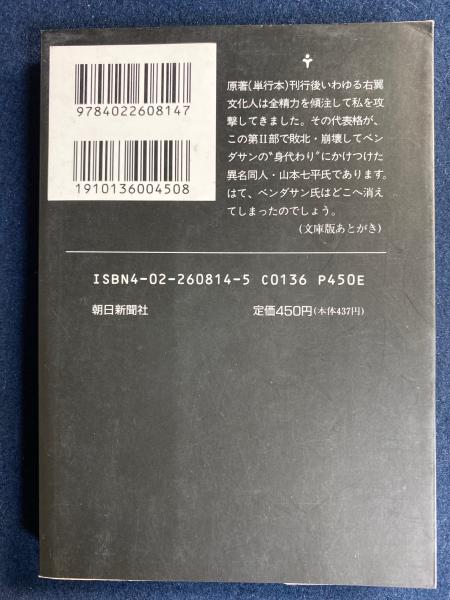 9784022608147
1910136004508
原著(単行本)刊行後いわゆる右翼
文化人は全精力を傾注して私を攻
撃してきました。その代表格が、
この第II部で敗北・崩壊してベン
ダサンの"身代わり"にかけつけた
異名同人・山本七平氏であります。
はて、ベンダサン氏はどこへ消え
てしまったのでしょう。
(文庫版あとがき)
ISBN4-02-260814-5 C0136 P450E
朝日新聞社
定価450円(本体437円)